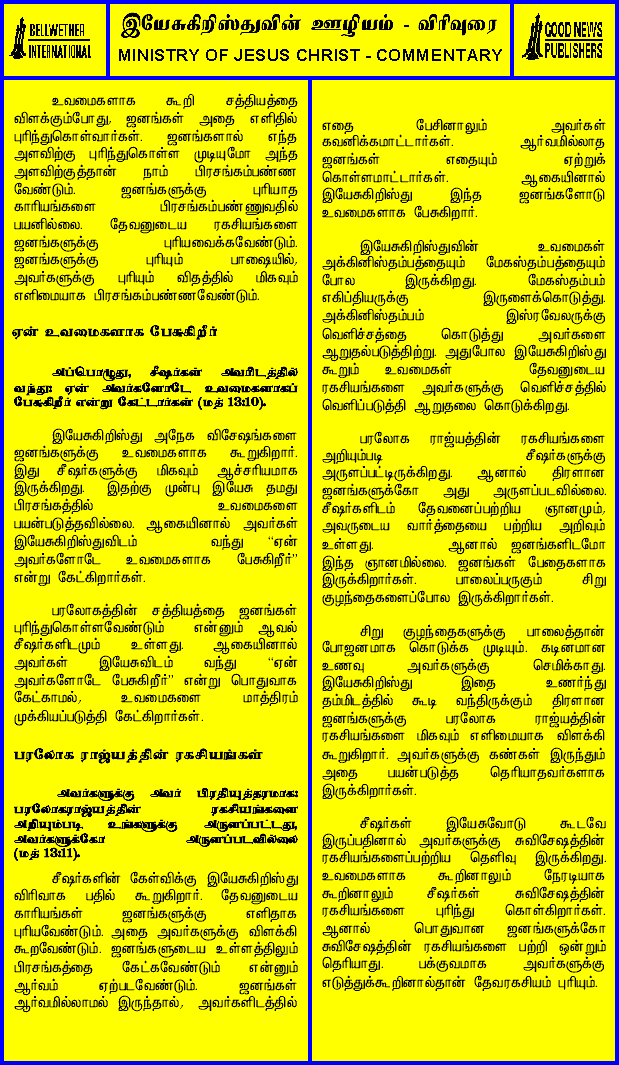 BELLWETHER
INTERNATIONAL
இயேசுகிறிஸ்துவின் ஊழியம் - விரிவுரை
MINISTRY OF JESUS CHRIST - COMMENTARY
GOOD NEWS
PUBLISHERS
உவமைகளாக கூறி சத்தியத்தை
விளக்கும்போது, ஜனங்கள் அதை எளிதில்
புரிந்துகொள்வார்கள். ஜனங்களால் எந்த
அளவிற்கு புரிந்துகொள்ள முடியுமோ அந்த
அளவிற்குத்தான் நாம் பிரசங்கம்பண்ண
வேண்டும். ஜனங்களுக்கு புரியாத
காரியங்களை பிரசங்கம்பண்ணுவதில்
பயனில்லை. தேவனுடைய ரகசியங்களை
ஜனங்களுக்கு புரியவைக்கவேண்டும்.
ஜனங்களுக்கு புரியும் பாஷையில்,
அவர்களுக்கு புரியும் விதத்தில் மிகவும்
எளிமையாக பிரசங்கம்பண்ணவேண்டும்.
ஏன் உவமைகளாக பேசுகிறீர்
அப்பொழுது, சீஷர்கள் அவரிடத்தில்
வந்து: ஏன் அவர்களோடே உவமைகளாகப்
பேசுகிறீர் என்று கேட்டார்கள் (மத் 13:10).
இயேசுகிறிஸ்து அநேக விசேஷங்களை
ஜனங்களுக்கு உவமைகளாக கூறுகிறார்.
இது சீஷர்களுக்கு மிகவும் ஆச்சரியமாக
இருக்கிறது. இதற்கு முன்பு இயேசு தமது
பிரசங்கத்தில் உவமைகளை
பயன்படுத்தவில்லை. ஆகையினால் அவர்கள்
இயேசுகிறிஸ்துவிடம் வந்து “ஏன்
அவர்களோடே உவமைகளாக பேசுகிறீர்”
என்று கேட்கிறார்கள்.
பரலோகத்தின் சத்தியத்தை ஜனங்கள்
புரிந்துகொள்ளவேண்டும் என்னும் ஆவல்
சீஷர்களிடமும் உள்ளது. ஆகையினால்
அவர்கள் இயேசுவிடம் வந்து “ஏன்
அவர்களோடே பேசுகிறீர்” என்று பொதுவாக
கேட்காமல், உவமைகளை மாத்திரம்
முக்கியப்படுத்தி கேட்கிறார்கள்.
பரலோக ராஜ்யத்தின் ரகசியங்கள்
அவர்களுக்கு அவர் பிரதியுத்தரமாக:
பரலோகராஜ்யத்தின் ரகசியங்களை
அறியும்படி உங்களுக்கு அருளப்பட்டது,
அவர்களுக்கோ அருளப்படவில்லை
(மத் 13:11).
சீஷர்களின் கேள்விக்கு இயேசுகிறிஸ்து
விரிவாக பதில் கூறுகிறார். தேவனுடைய
காரியங்கள் ஜனங்களுக்கு எளிதாக
புரியவேண்டும். அதை அவர்களுக்கு விளக்கி
கூறவேண்டும். ஜனங்களுடைய உள்ளத்திலும்
பிரசங்கத்தை கேட்கவேண்டும் என்னும்
ஆர்வம் ஏற்படவேண்டும். ஜனங்கள்
ஆர்வமில்லாமல் இருந்தால், அவர்களிடத்தில்
எதை பேசினாலும் அவர்கள்
கவனிக்கமாட்டார்கள். ஆர்வமில்லாத
ஜனங்கள் எதையும் ஏற்றுக்
கொள்ளமாட்டார்கள். ஆகையினால்
இயேசுகிறிஸ்து இந்த ஜனங்களோடு
உவமைகளாக பேசுகிறார்.
இயேசுகிறிஸ்துவின் உவமைகள்
அக்கினிஸ்தம்பத்தையும் மேகஸ்தம்பத்தையும்
போல இருக்கிறது. மேகஸ்தம்பம்
எகிப்தியருக்கு இருளைக்கொடுத்து.
அக்கினிஸ்தம்பம் இஸ்ரவேலருக்கு
வெளிச்சத்தை கொடுத்து அவர்களை
ஆறுதல்படுத்திற்று. அதுபோல இயேசுகிறிஸ்து
கூறும் உவமைகள் தேவனுடைய
ரகசியங்களை அவர்களுக்கு வெளிச்சத்தில்
வெளிப்படுத்தி ஆறுதலை கொடுக்கிறது.
பரலோக ராஜ்யத்தின் ரகசியங்களை
அறியும்படி சீஷர்களுக்கு
அருளப்பட்டிருக்கிறது. ஆனால் திரளான
ஜனங்களுக்கோ அது அருளப்படவில்லை.
சீஷர்களிடம் தேவனைப்பற்றிய ஞானமும்,
அவருடைய வார்த்தையை பற்றிய அறிவும்
உள்ளது. ஆனால் ஜனங்களிடமோ
இந்த ஞானமில்லை. ஜனங்கள் பேதைகளாக
இருக்கிறார்கள். பாலைப்பருகும் சிறு
குழந்தைகளைப்போல இருக்கிறார்கள்.
சிறு குழந்தைகளுக்கு பாலைத்தான்
போஜனமாக கொடுக்க முடியும். கடினமான
உணவு அவர்களுக்கு செமிக்காது.
இயேசுகிறிஸ்து இதை உணர்ந்து
தம்மிடத்தில் கூடி வந்திருக்கும் திரளான
ஜனங்களுக்கு பரலோக ராஜ்யத்தின்
ரகசியங்களை மிகவும் எளிமையாக விளக்கி
கூறுகிறார். அவர்களுக்கு கண்கள் இருந்தும்
அதை பயன்படுத்த தெரியாதவர்களாக
இருக்கிறார்கள்.
சீஷர்கள் இயேசுவோடு கூடவே
இருப்பதினால் அவர்களுக்கு சுவிசேஷத்தின்
ரகசியங்களைப்பற்றிய தெளிவு இருக்கிறது.
உவமைகளாக கூறினாலும் நேரடியாக
கூறினாலும் சீஷர்கள் சுவிசேஷத்தின்
ரகசியங்களை புரிந்து கொள்கிறார்கள்.
ஆனால் பொதுவான ஜனங்களுக்கோ
சுவிசேஷத்தின் ரகசியங்களை பற்றி ஒன்றும்
தெரியாது. பக்குவமாக அவர்களுக்கு
எடுத்துக்கூறினால்தான் தேவரகசியம் புரியும்.